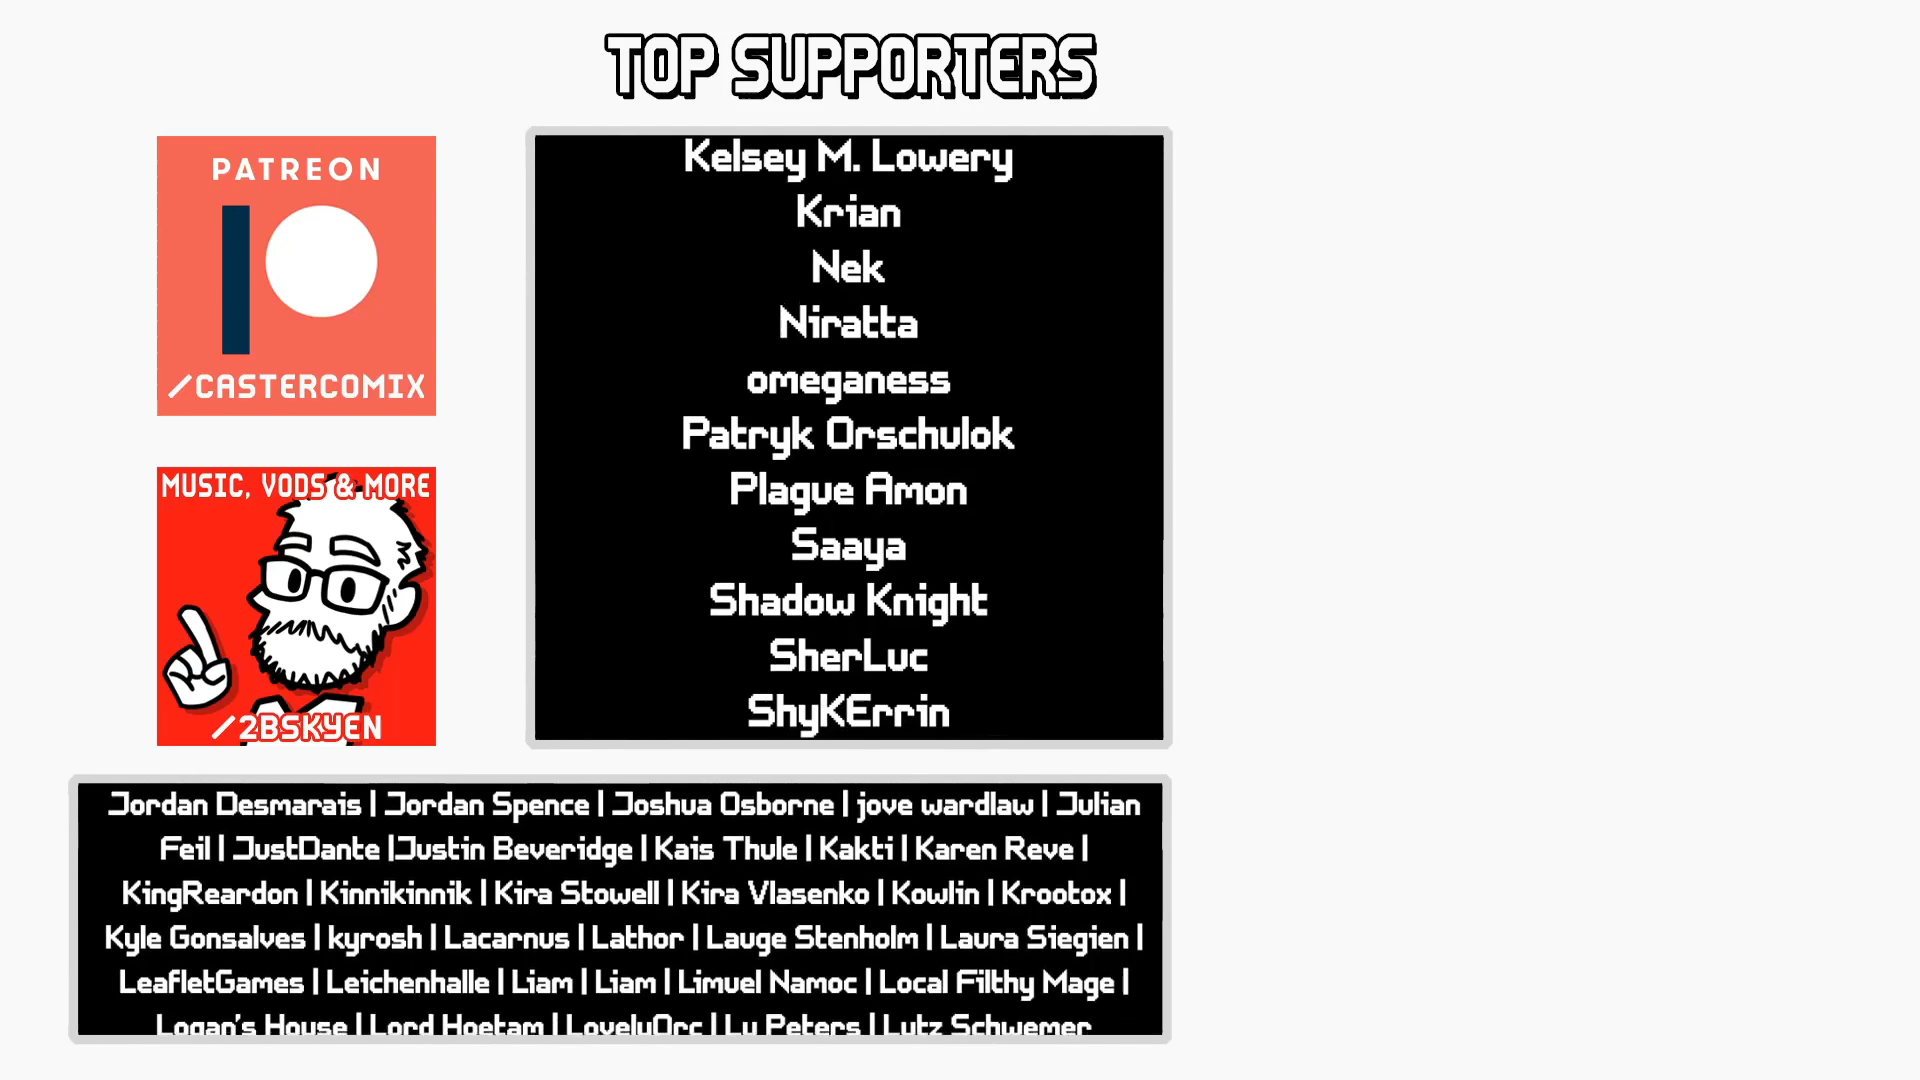 TOP SUPPORTERS
PATREON
/CASTERCOMIX
MUSIC, VODS & MORE
/2BSKYEN
Kelsey M. Lowery
Krian
Nek
Niratta
omeganess
Patryk Orschulok
Plague Amon
Saaya
Shadow Knight
SherLuc
ShyKErrin
Jordan Desmarais | Jordan Spence | Joshua Osborne | jove wardlaw | Julian
Feil | JustDante |Justin Beveridge | Kais Thule | Kakti | Karen Reve |
KingReardon | Kinnikinnik | Kira Stowell | Kira Vlasenko | Kowlin | Krootox |
Kyle Gonsalves | kyrosh | Lacarnus | Lathor | Lauge Stenholm | Laura Siegien |
LeafletGames | Leichenhalle | Liam | Liam | Limuel Namoc | Local Filthy Mage |
Logan's House | Lord Hoetam | LovelyOrc | Lu Peters | Lutz Schwemer